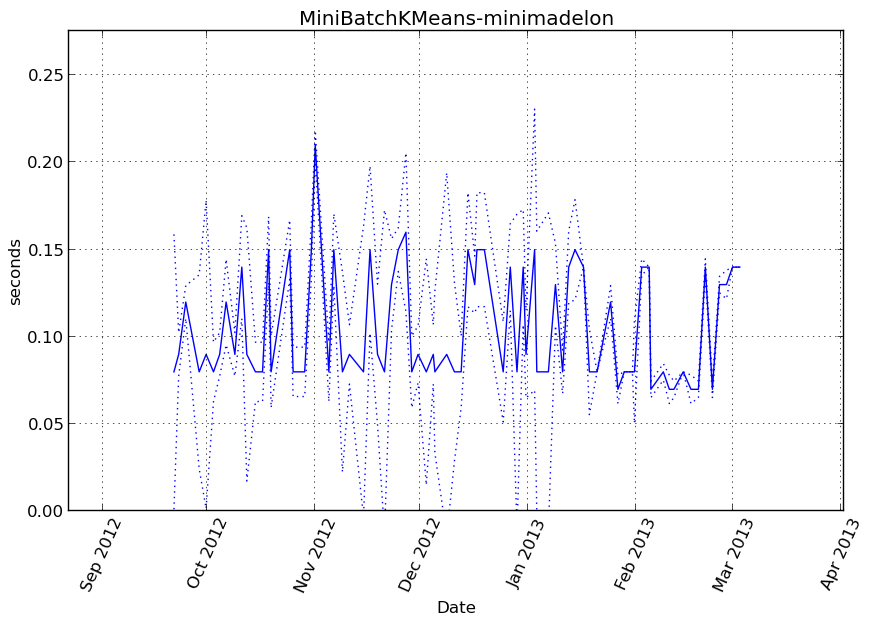 MiniBatchKMeans-minimadelon
0.25
0.20
0.15
0.10
0.05
0.00
seconds
Sep 2012
Oct 2012
Nov 2012
Dec 2012
Jan 2013
Feb 2013
Mar 2013
Apr 2013
Date